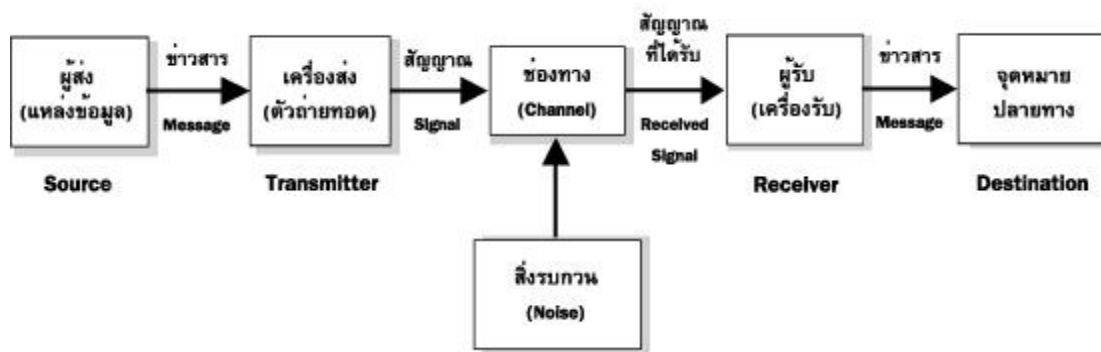 ผู้ส่ง
(แหล่งข้อมูล)
Source
ข่าวสาร
Message
เครื่องส่ง
(ตัวถ่ายทอด)
Transmitter
สัญญาณ
Signal
ช่องทาง
(Channel)
สัญญาณ
ที่ได้รับ
Received
Signal
ผู้รับ
(เครื่องรับ)
Receiver
ข่าวสาร
Message
จุดหมาย
ปลายทาง
Destination
สิ่งรบกวน
(Noise)